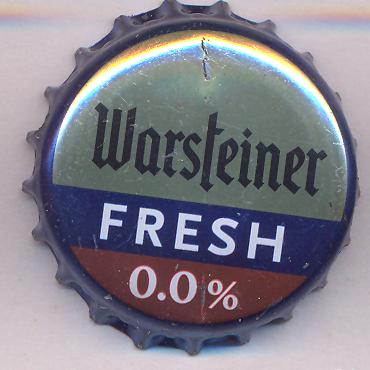 Warsteiner
FRESH
0.0%